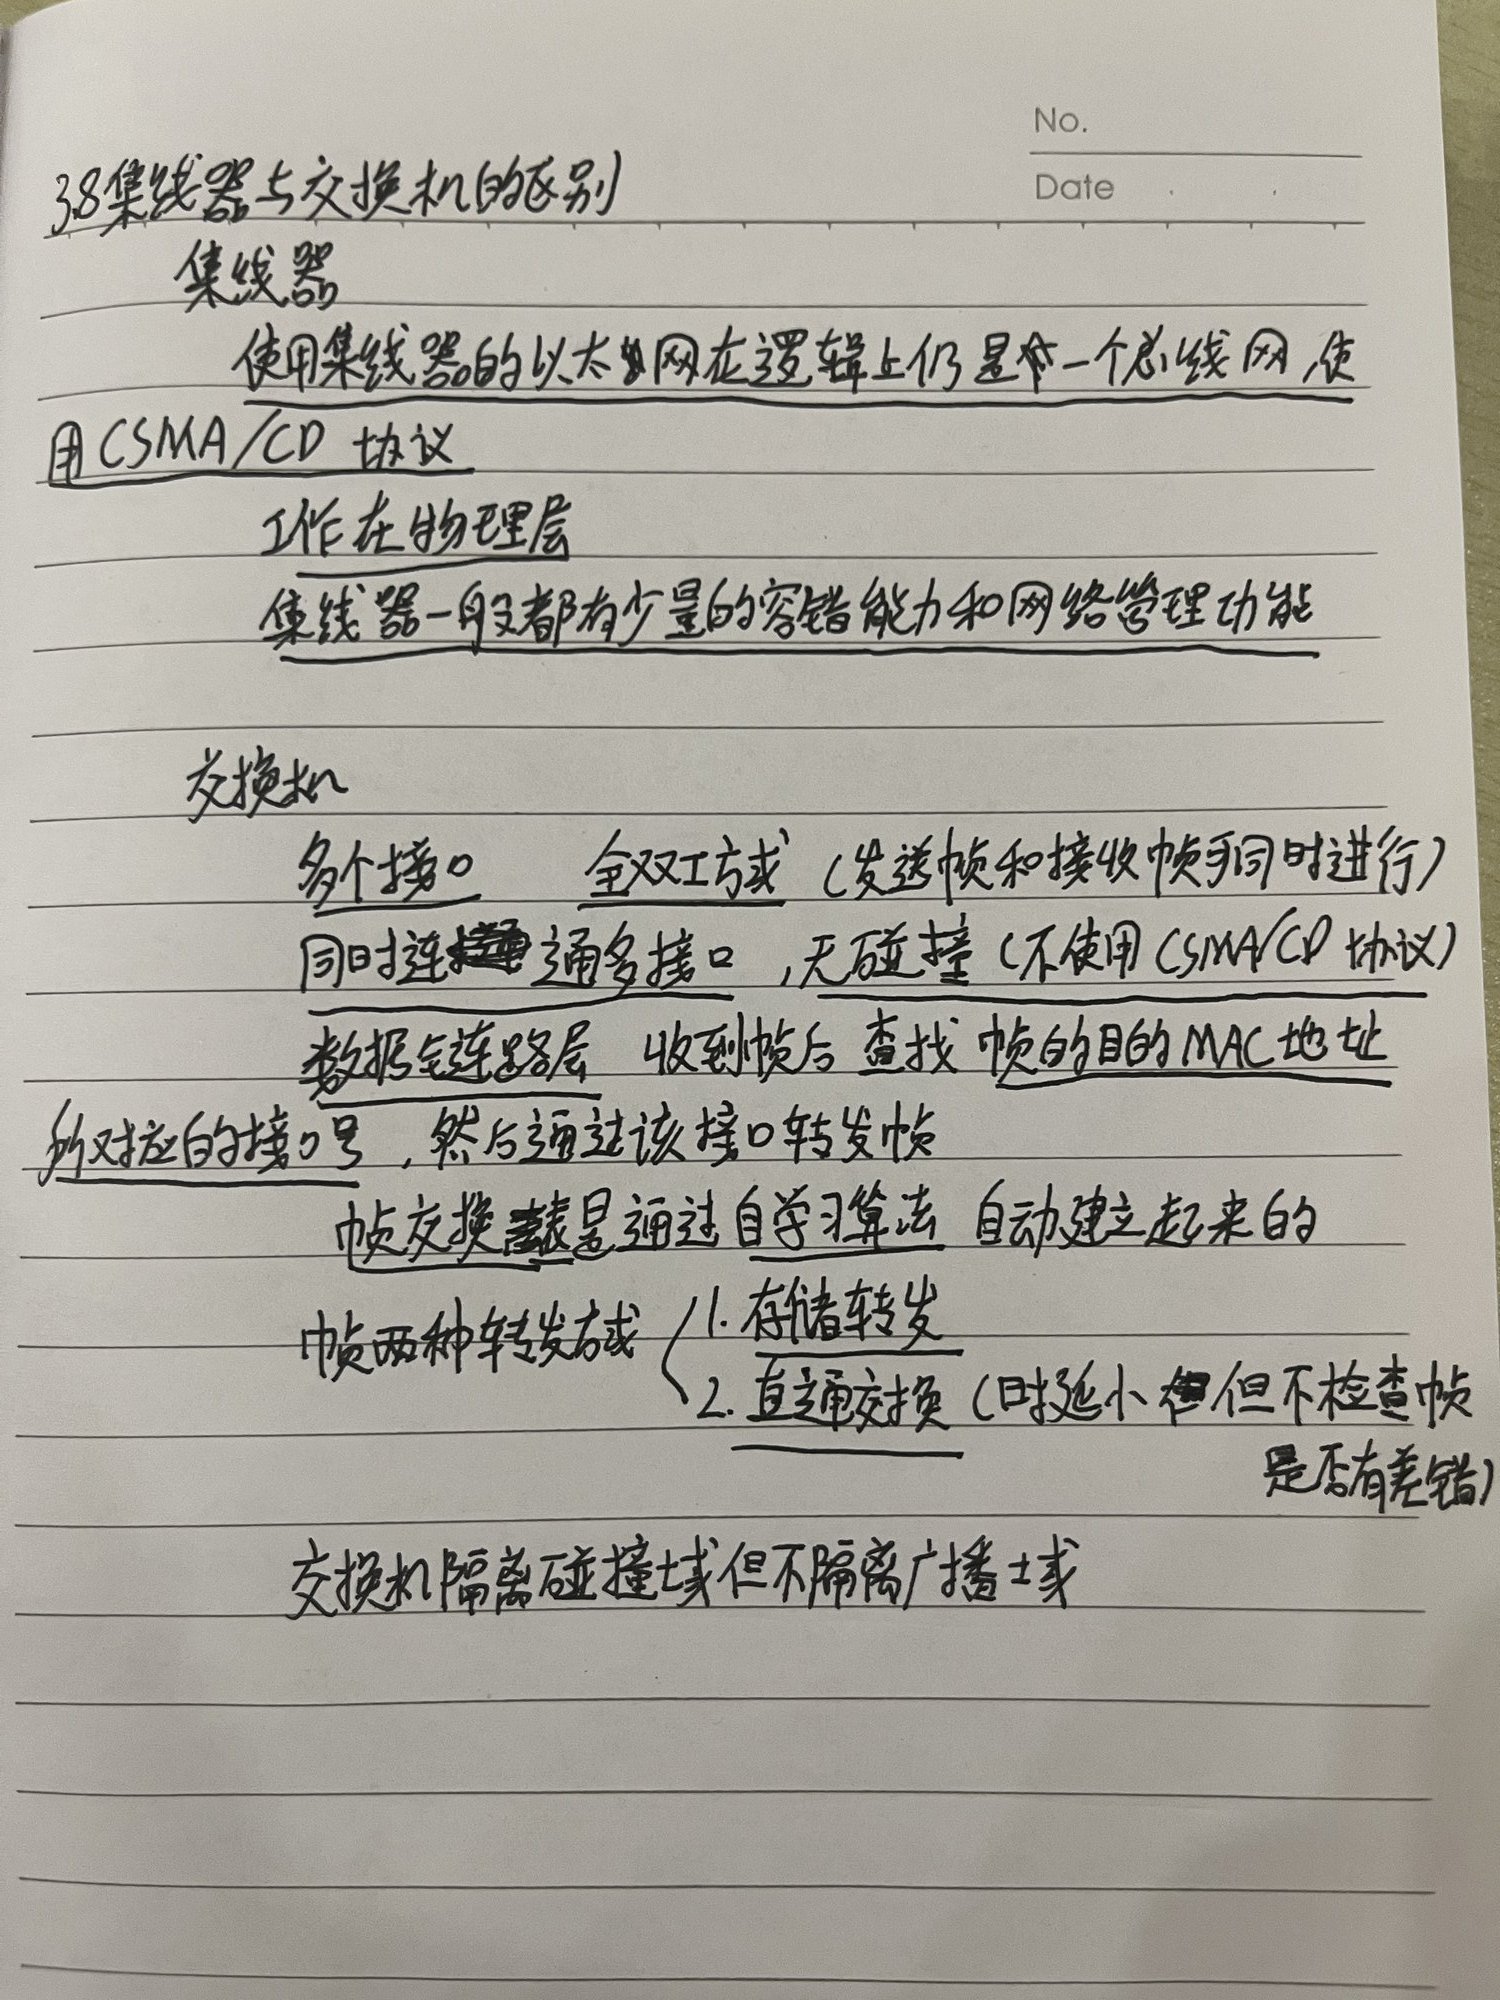 No.
Date
3.8集线器与交换机的区别
集线器
使用集线器的以太网在逻辑上仍是一个总线网,使
用CSMA/CD 协议
工作在物理层
集线器一般都有少量的容错能力和网络管理功能
交换机
多个接口 全双工方式 (发送帧和接收帧可同时进行)
同时连通多接口 ,无碰撞(不使用CSMA/CD协议)
数据链路层 收到帧后 查找 帧的目的MAC地址
所对应的接口号,然后通过该接口转发帧
帧交换表是通过自学习算法 自动建立起来的
帧两种转发方式 1.存储转发
2.直通交换(时延小 但不检查帧
是否有差错)
交换机隔离碰撞域但不隔离广播域